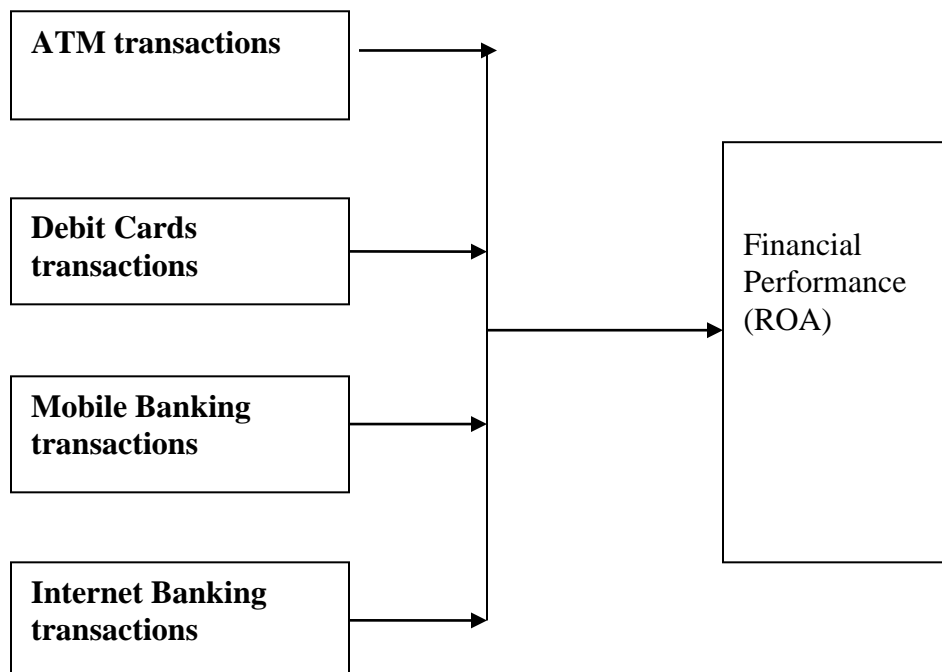 ATM transactions
Debit Cards
transactions
Mobile Banking
transactions
Internet Banking
transactions
Financial
Performance
(ROA)